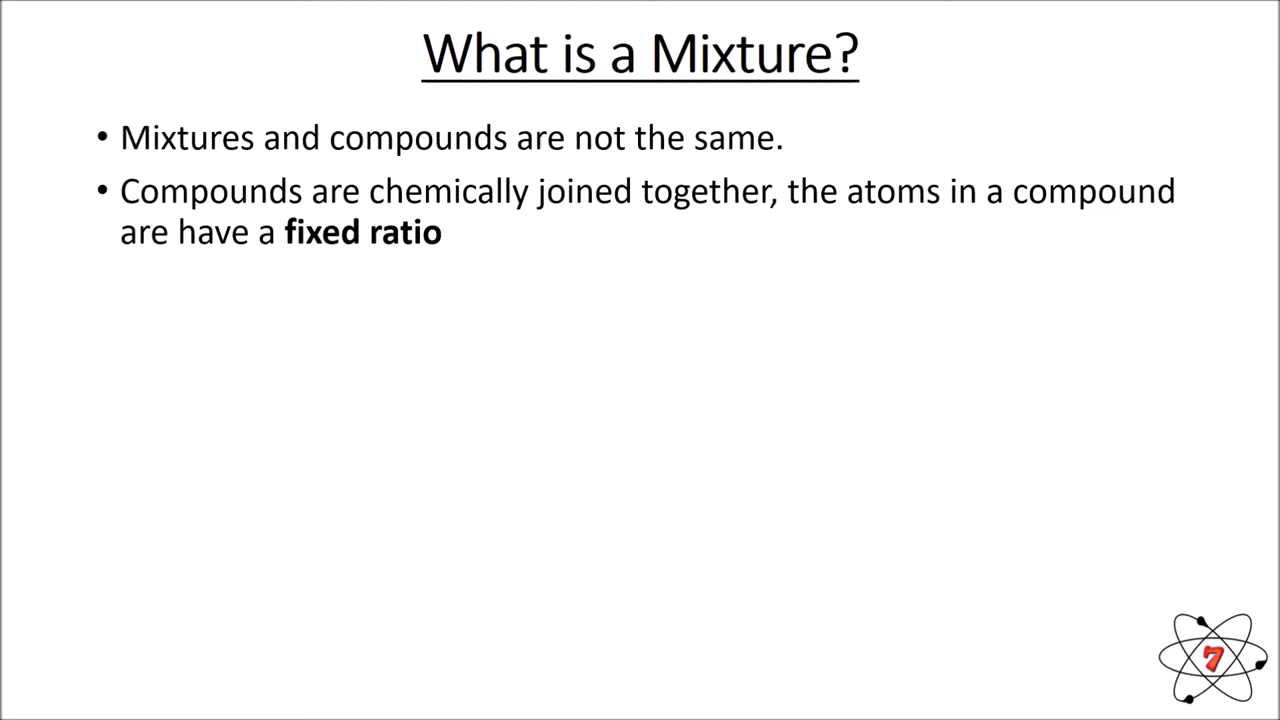 What is a Mixture?
• Mixtures and compounds are not the same.
• Compounds are chemically joined together, the atoms in a compound
are have a fixed ratio
7